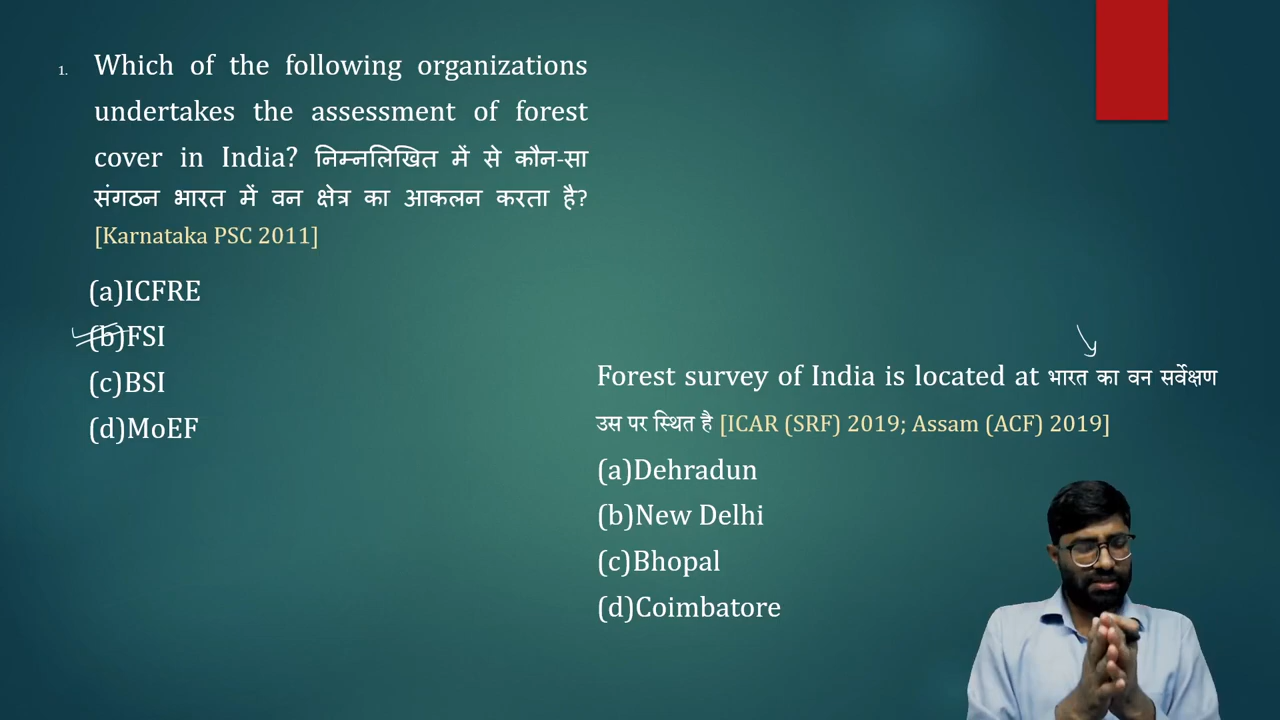 1. Which of the following organizations
undertakes the assessment of forest
cover in India? निम्नलिखित में से कौन-सा
संगठन भारत में वन क्षेत्र का आकलन करता है?
[Karnataka PSC 2011]
(a)ICFRE
(b)FSI
(c)BSI
(d)MoEF
Forest survey of India is located at भारत का वन सर्वेक्षण
उस पर स्थित है [ICAR (SRF) 2019; Assam (ACF) 2019]
(a)Dehradun
(b)New Delhi
(c)Bhopal
(d)Coimbatore